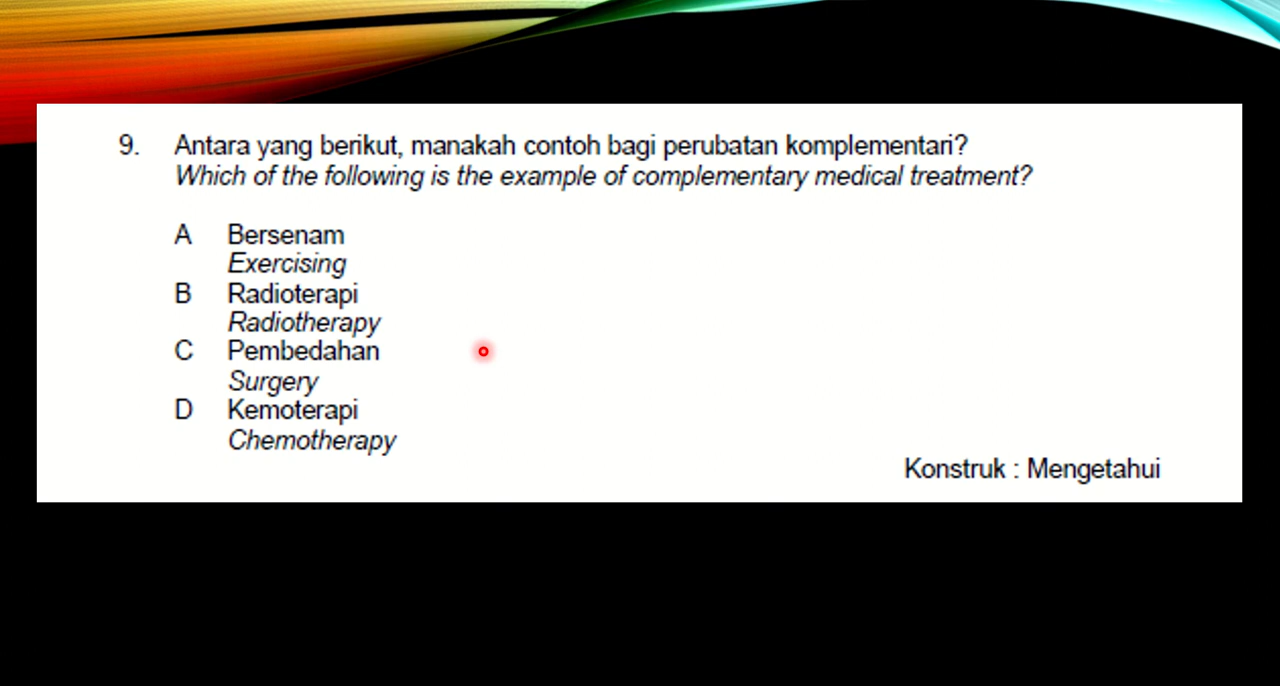 9. Antara yang berikut, manakah contoh bagi perubatan komplementari?
Which of the following is the example of complementary medical treatment?
A Bersenam
Exercising
B Radioterapi
Radiotherapy
C Pembedahan
Surgery
D Kemoterapi
Chemotherapy
Konstruk : Mengetahui